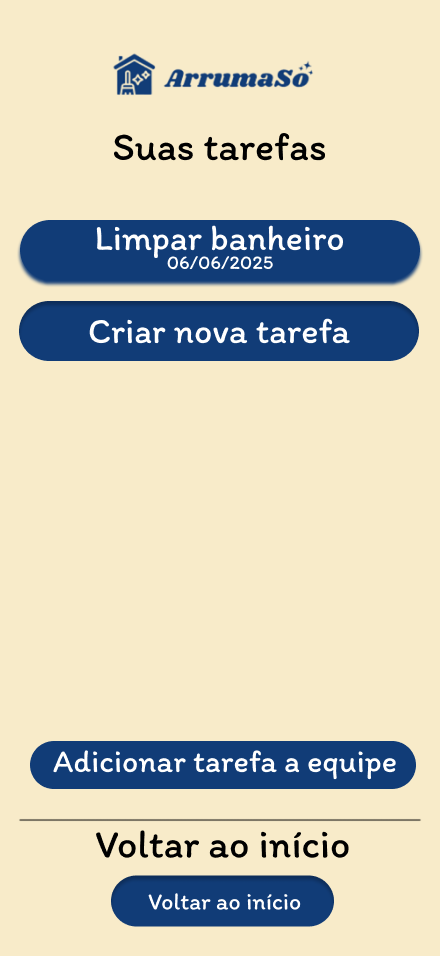 ArrumaSó
Suas tarefas
Limpar banheiro
06/06/2025
Criar nova tarefa
Adicionar tarefa a equipe
Voltar ao início
Voltar ao início